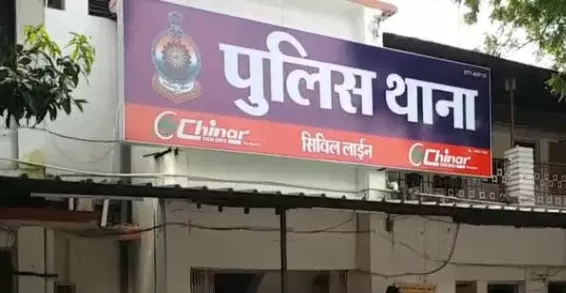 पुलिस थाना
Chinar सिविल लाईन Chinar